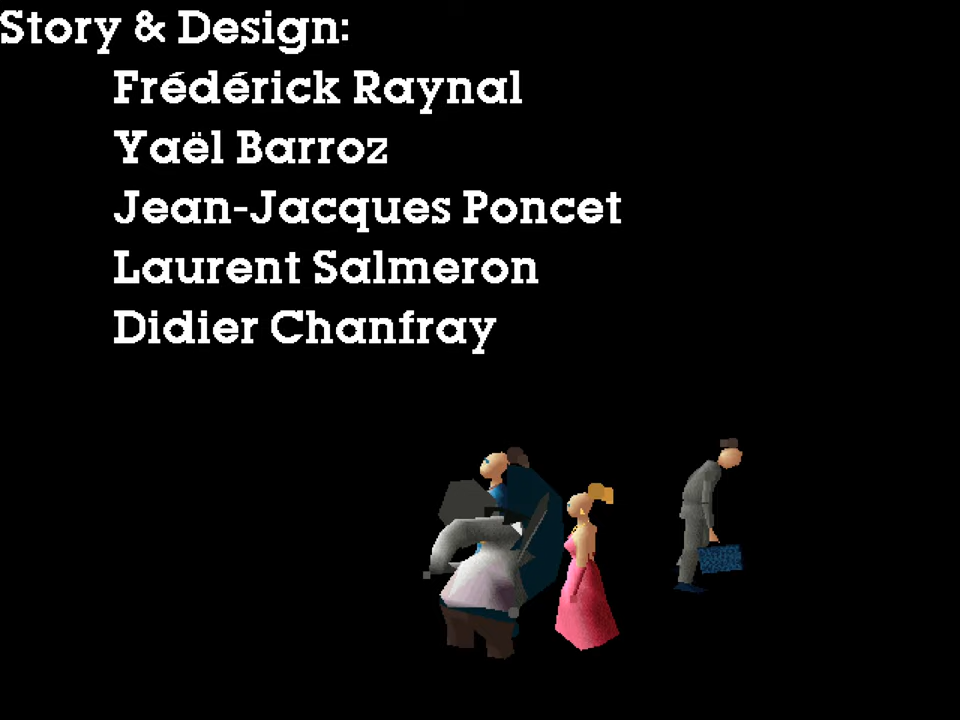 Story & Design:
Frédérick Raynal
Yaël Barroz
Jean-Jacques Poncet
Laurent Salmeron
Didier Chanfray